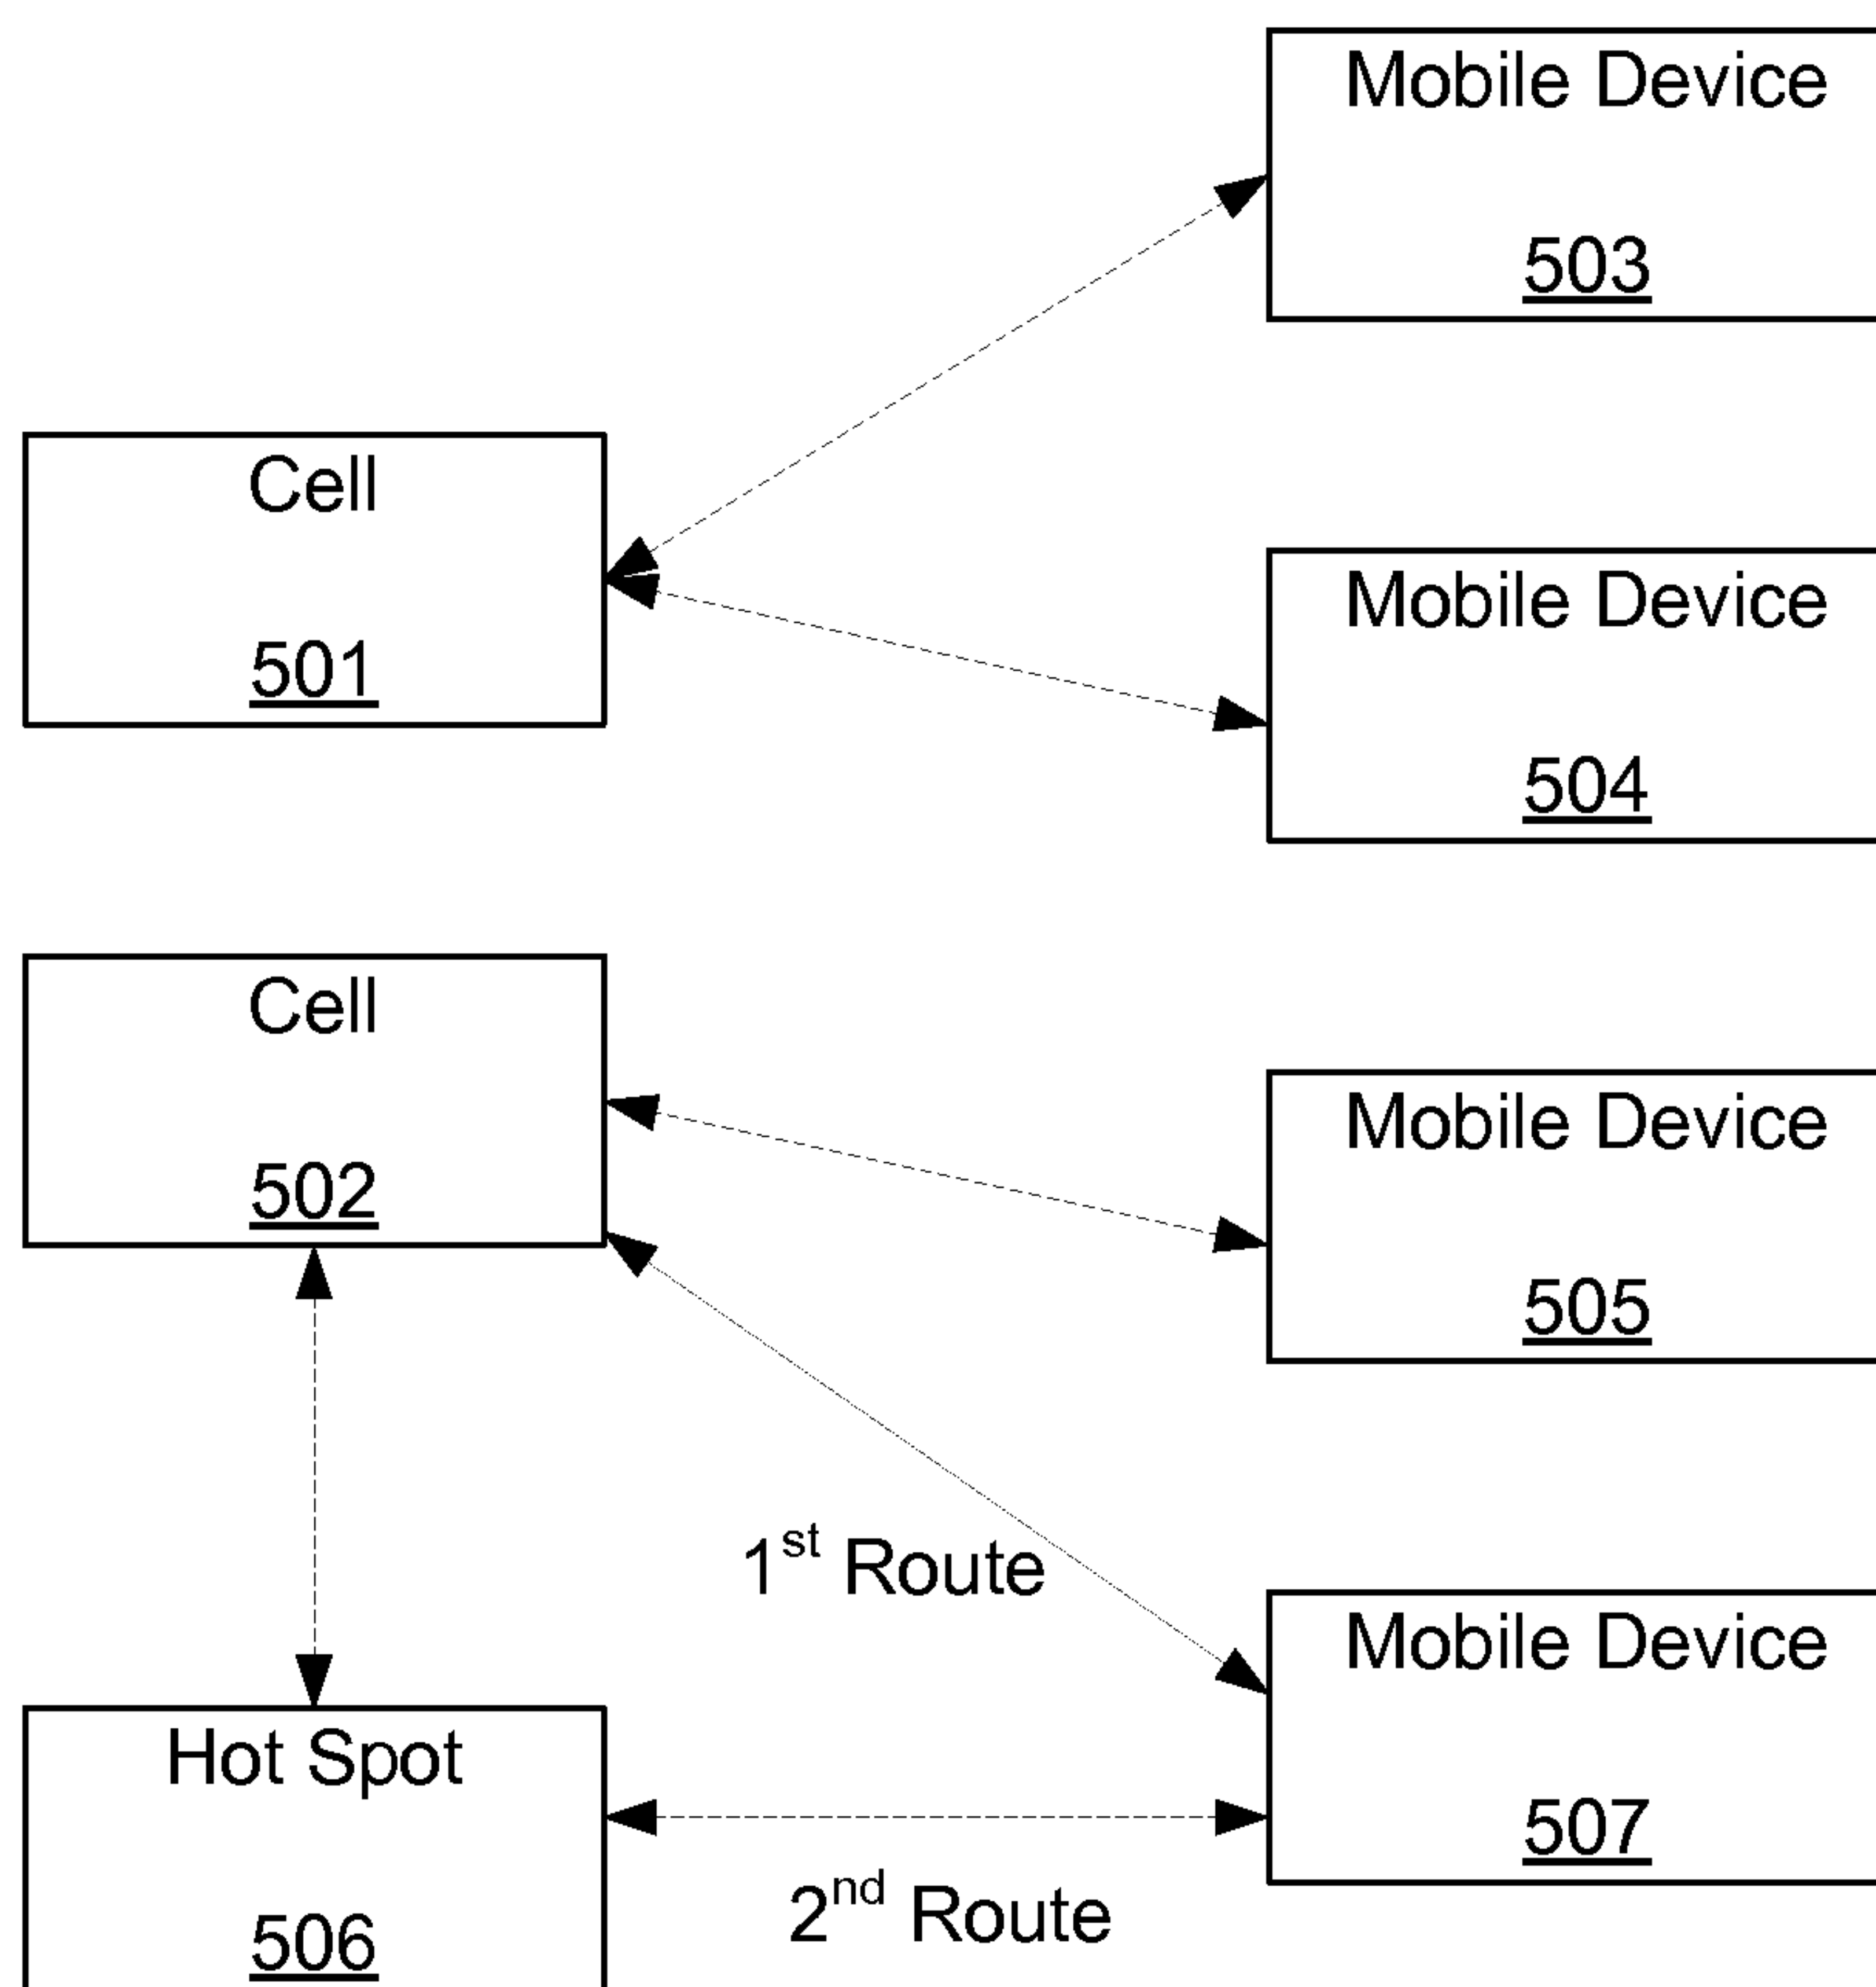 Mobile Device
503
Cell
501
Mobile Device
504
Cell
502
Mobile Device
505
1st Route
Mobile Device
507
Hot Spot
506
2nd Route